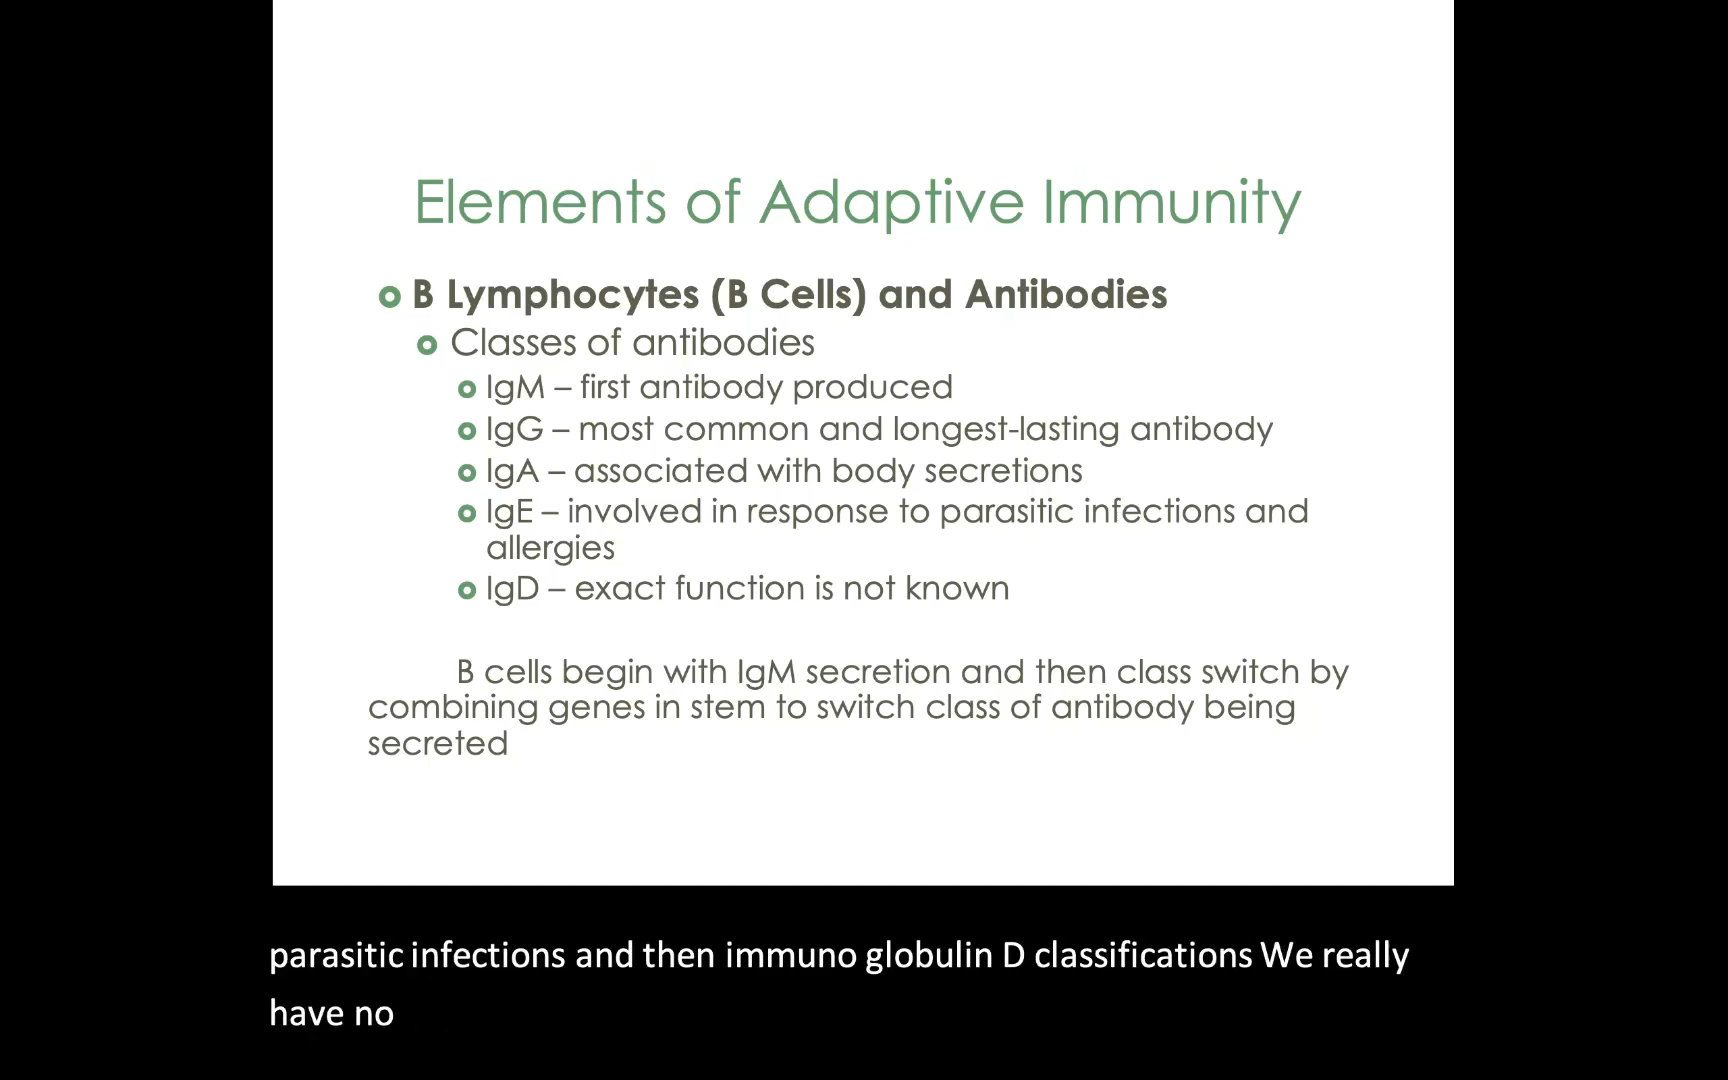 Elements of Adaptive Immunity
B Lymphocytes (B Cells) and Antibodies
Classes of antibodies
IgM – first antibody produced
IgG – most common and longest-lasting antibody
IgA – associated with body secretions
IgE – involved in response to parasitic infections and
allergies
IgD – exact function is not known
B cells begin with IgM secretion and then class switch by
combining genes in stem to switch class of antibody being
secreted
parasitic infections and then immuno globulin D classifications We really
have no